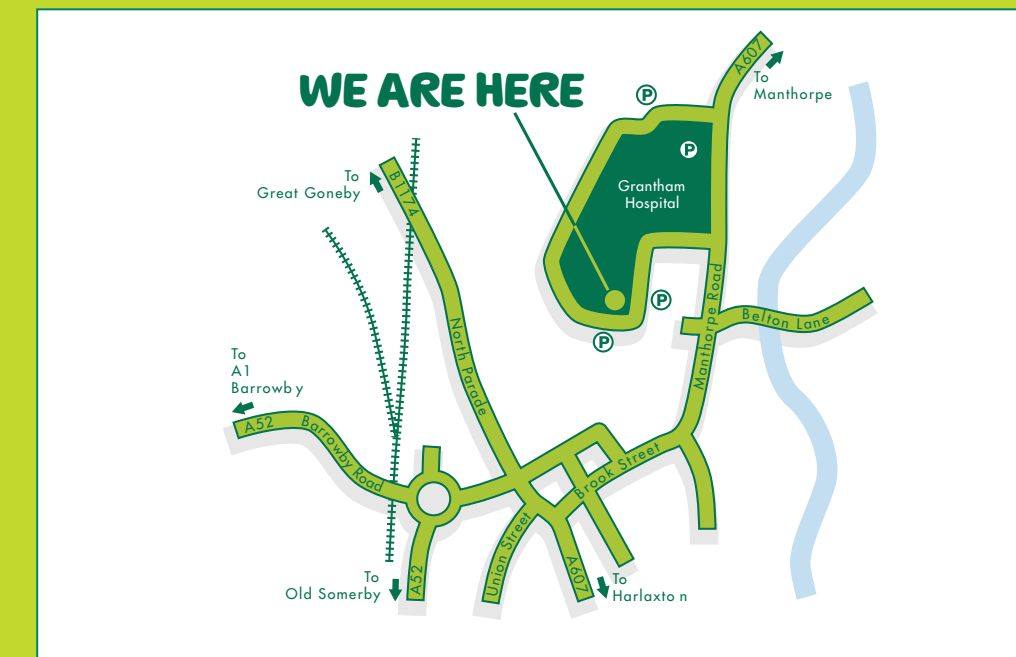 A607
To
Manthorpe
WE ARE HERE
P
P
Grantham
Hospital
To
Great Goneby
B1174
P
P
Manthorpe Road
Belton Lane
North Parade
To
A1
Barrowb y
A52
Barrowby Road
Brook Street
Union Street
A607
A52
To
Old Somerby
To
Harlaxto n